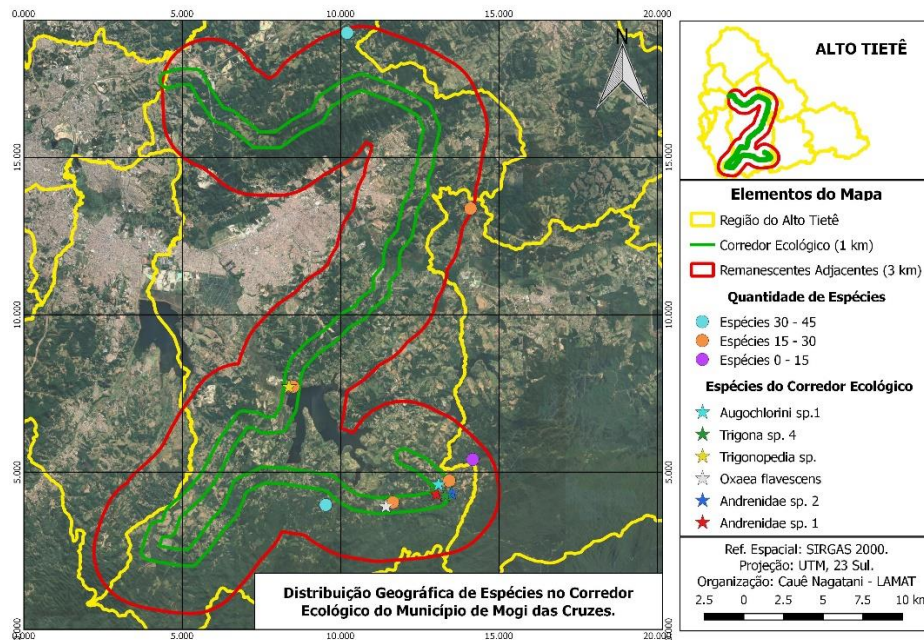 0.000 5.000 10.000 15.000 20.000
15.000
10.000
5.000
0.000 5.000 10.000 15.000 20.000
N
Distribuição Geográfica de Espécies no Corredor
Ecológico do Município de Mogi das Cruzes.
ALTO TIETÊ
Elementos do Mapa
Região do Alto Tietê
Corredor Ecológico (1 km)
Remanescentes Adjacentes (3 km)
Quantidade de Espécies
Espécies 30 - 45
Espécies 15 - 30
Espécies 0 - 15
Espécies do Corredor Ecológico
Augochlorini sp.1
Trigona sp. 4
Trigonopedia sp.
Oxaea flavescens
Andrenidae sp. 2
Andrenidae sp. 1
Ref. Espacial: SIRGAS 2000.
Projeção: UTM, 23 Sul.
Organização: Cauê Nagatani - LAMAT
2.5 0 2.5 5 7.5 10 km